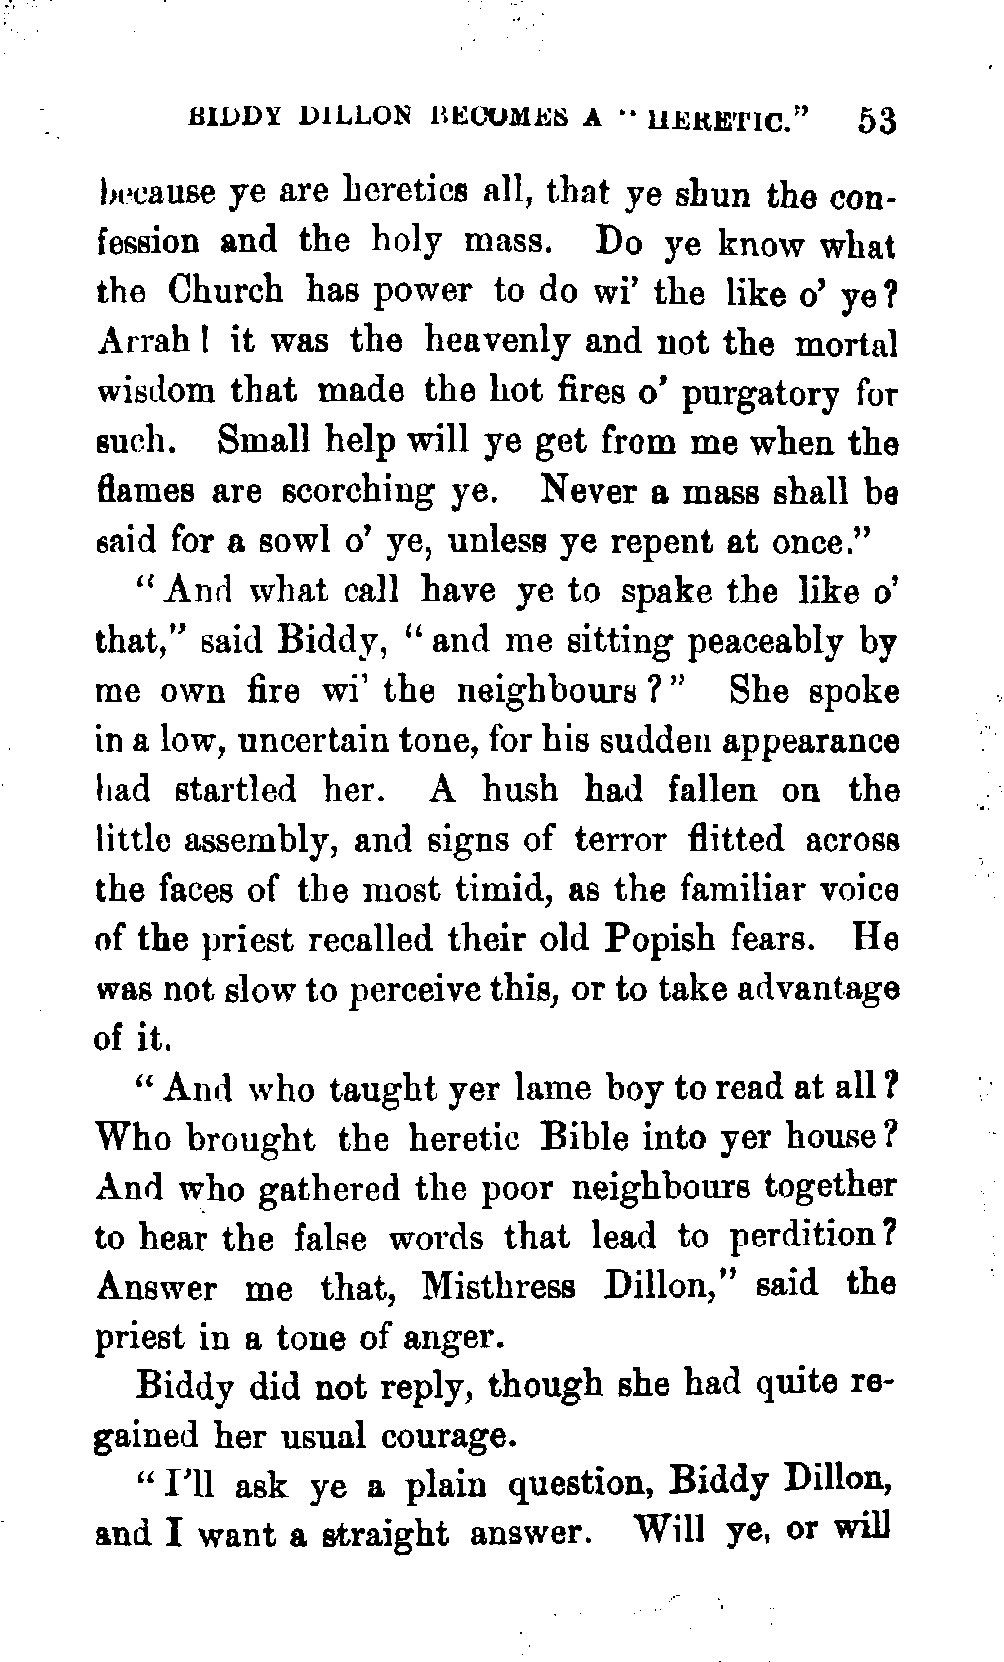 BIDDY DILLON BECOMES A "HERETIC." 53
because ye are heretics all, that ye shun the con-
fession and the holy mass. Do ye know what
the Church has power to do wi' the like o' ye?
Arrah! it was the heavenly and not the mortal
wisdom that made the hot fires o' purgatory for
such. Small help will ye get from me when the
flames are scorching ye. Never a mass shall be
said for a sowl o' ye, unless ye repent at once."
"And what call have ye to spake the like o'
that," said Biddy, "and me sitting peaceably by
me own fire wi' the neighbours?" She spoke
in a low, uncertain tone, for his sudden appearance
had startled her. A hush had fallen on the
little assembly, and signs of terror flitted across
the faces of the most timid, as the familiar voice
of the priest recalled their old Popish fears. He
was not slow to perceive this, or to take advantage
of it.
"And who taught yer lame boy to read at all?
Who brought the heretic Bible into yer house?
And who gathered the poor neighbours together
to hear the false words that lead to perdition?
Answer me that, Misthress Dillon," said the
priest in a tone of anger.
Biddy did not reply, though she had quite re-
gained her usual courage.
"I'll ask ye a plain question, Biddy Dillon,
and I want a straight answer. Will ye, or will